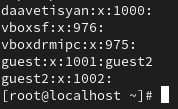 daavetisyan:x:1000:
vboxsf:x:976:
vboxdrmipc:x:975:
guest:x:1001:guest2
guest2:x:1002:
[root@localhost ~]#